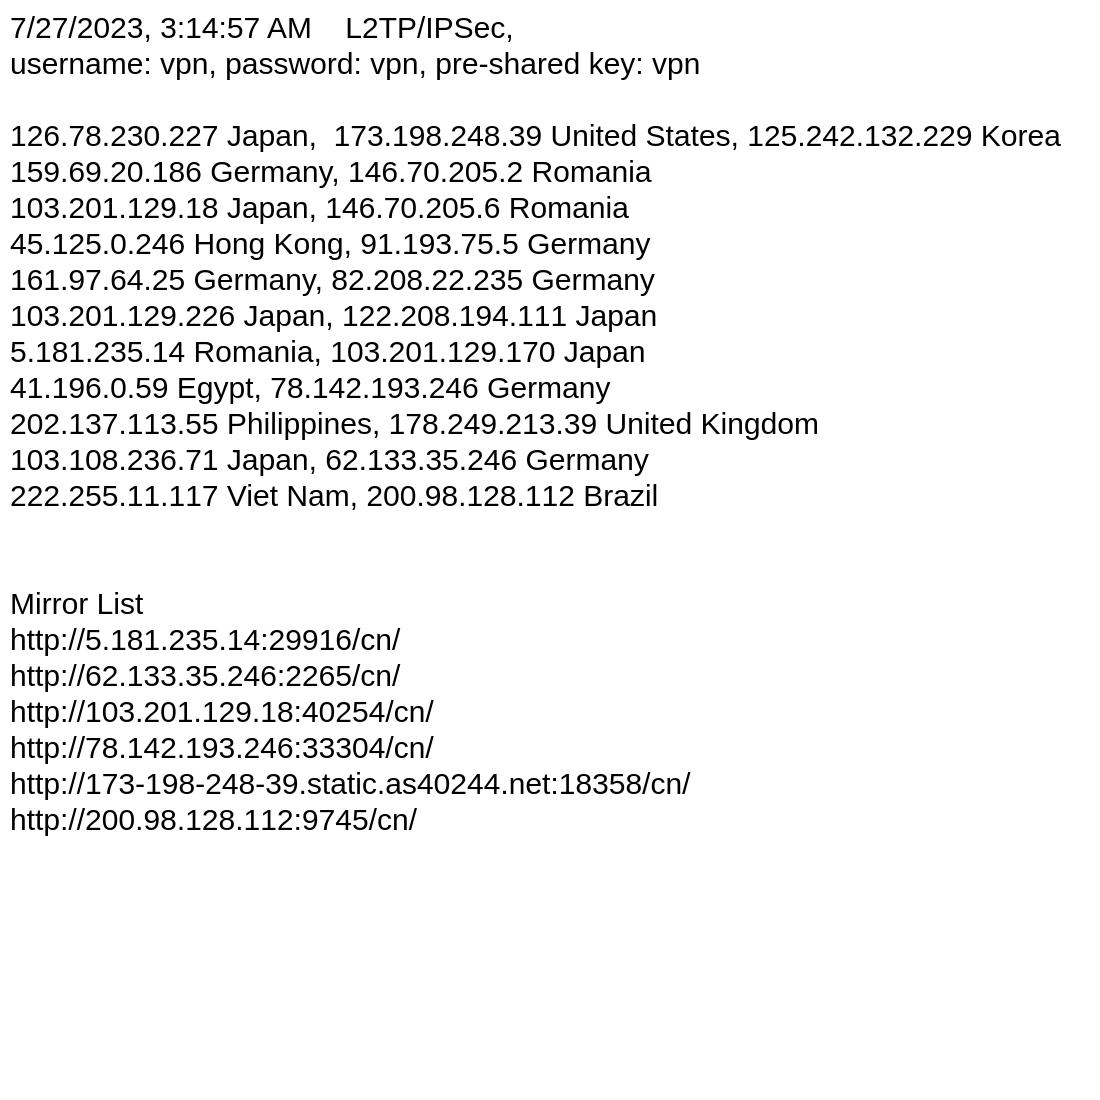 7/27/2023, 3:14:57 AM    L2TP/IPSec,
username: vpn, password: vpn, pre-shared key: vpn
126.78.230.227 Japan,  173.198.248.39 United States, 125.242.132.229 Korea
159.69.20.186 Germany, 146.70.205.2 Romania
103.201.129.18 Japan, 146.70.205.6 Romania
45.125.0.246 Hong Kong, 91.193.75.5 Germany
161.97.64.25 Germany, 82.208.22.235 Germany
103.201.129.226 Japan, 122.208.194.111 Japan
5.181.235.14 Romania, 103.201.129.170 Japan
41.196.0.59 Egypt, 78.142.193.246 Germany
202.137.113.55 Philippines, 178.249.213.39 United Kingdom
103.108.236.71 Japan, 62.133.35.246 Germany
222.255.11.117 Viet Nam, 200.98.128.112 Brazil
Mirror List
http://5.181.235.14:29916/cn/
http://62.133.35.246:2265/cn/
http://103.201.129.18:40254/cn/
http://78.142.193.246:33304/cn/
http://173-198-248-39.static.as40244.net:18358/cn/
http://200.98.128.112:9745/cn/